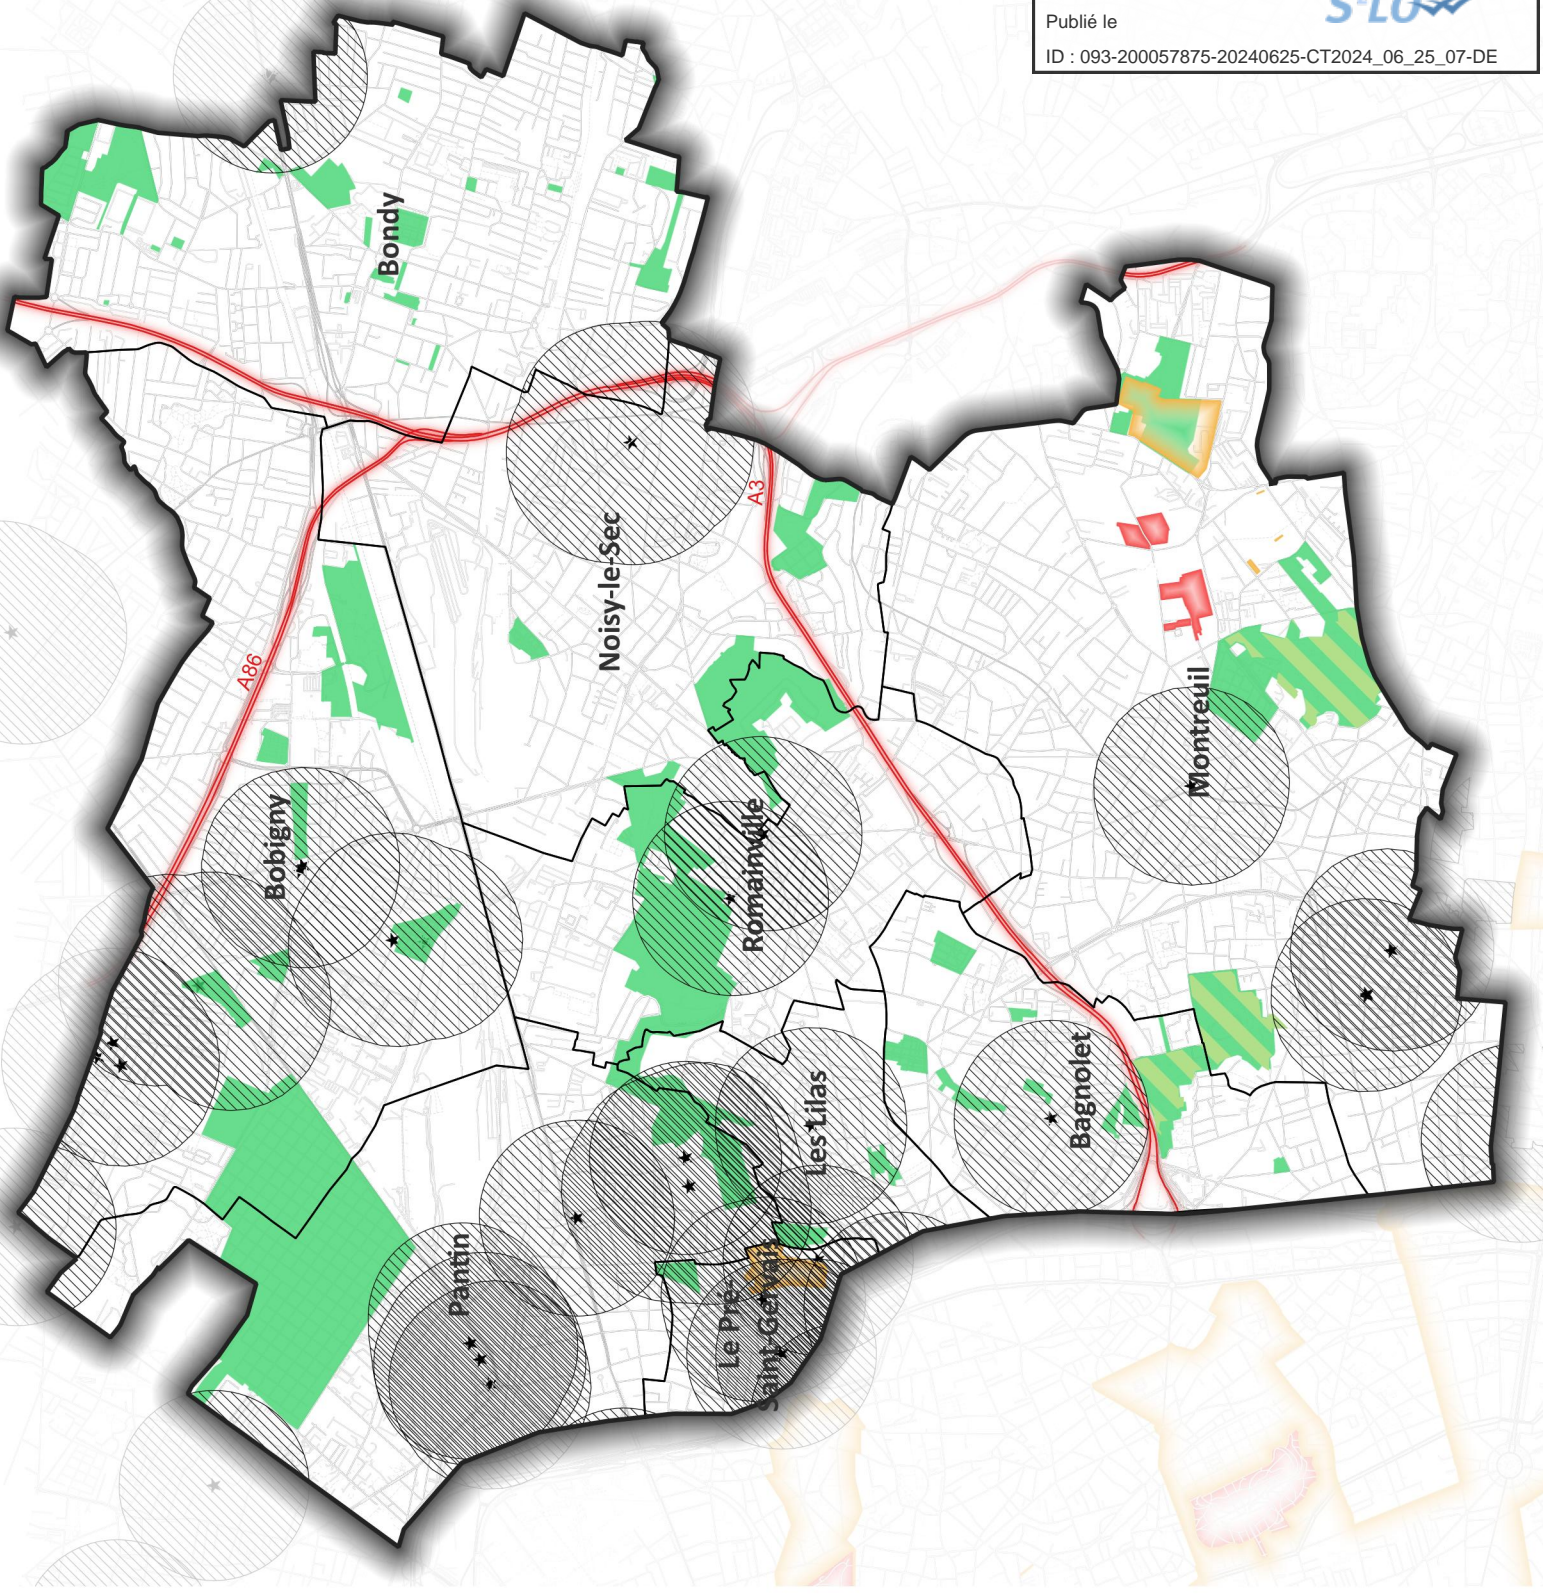 S²LO
Publié le
ID : 093-200057875-20240625-CT2024_06_25_07-DE
Bondy
A3
Noisy-le-Sec
A86
Montreuil
Bobigny
Romainville
Bagnolet
Les Lilas
Pantin
Le Pré-
Saint-Gervais